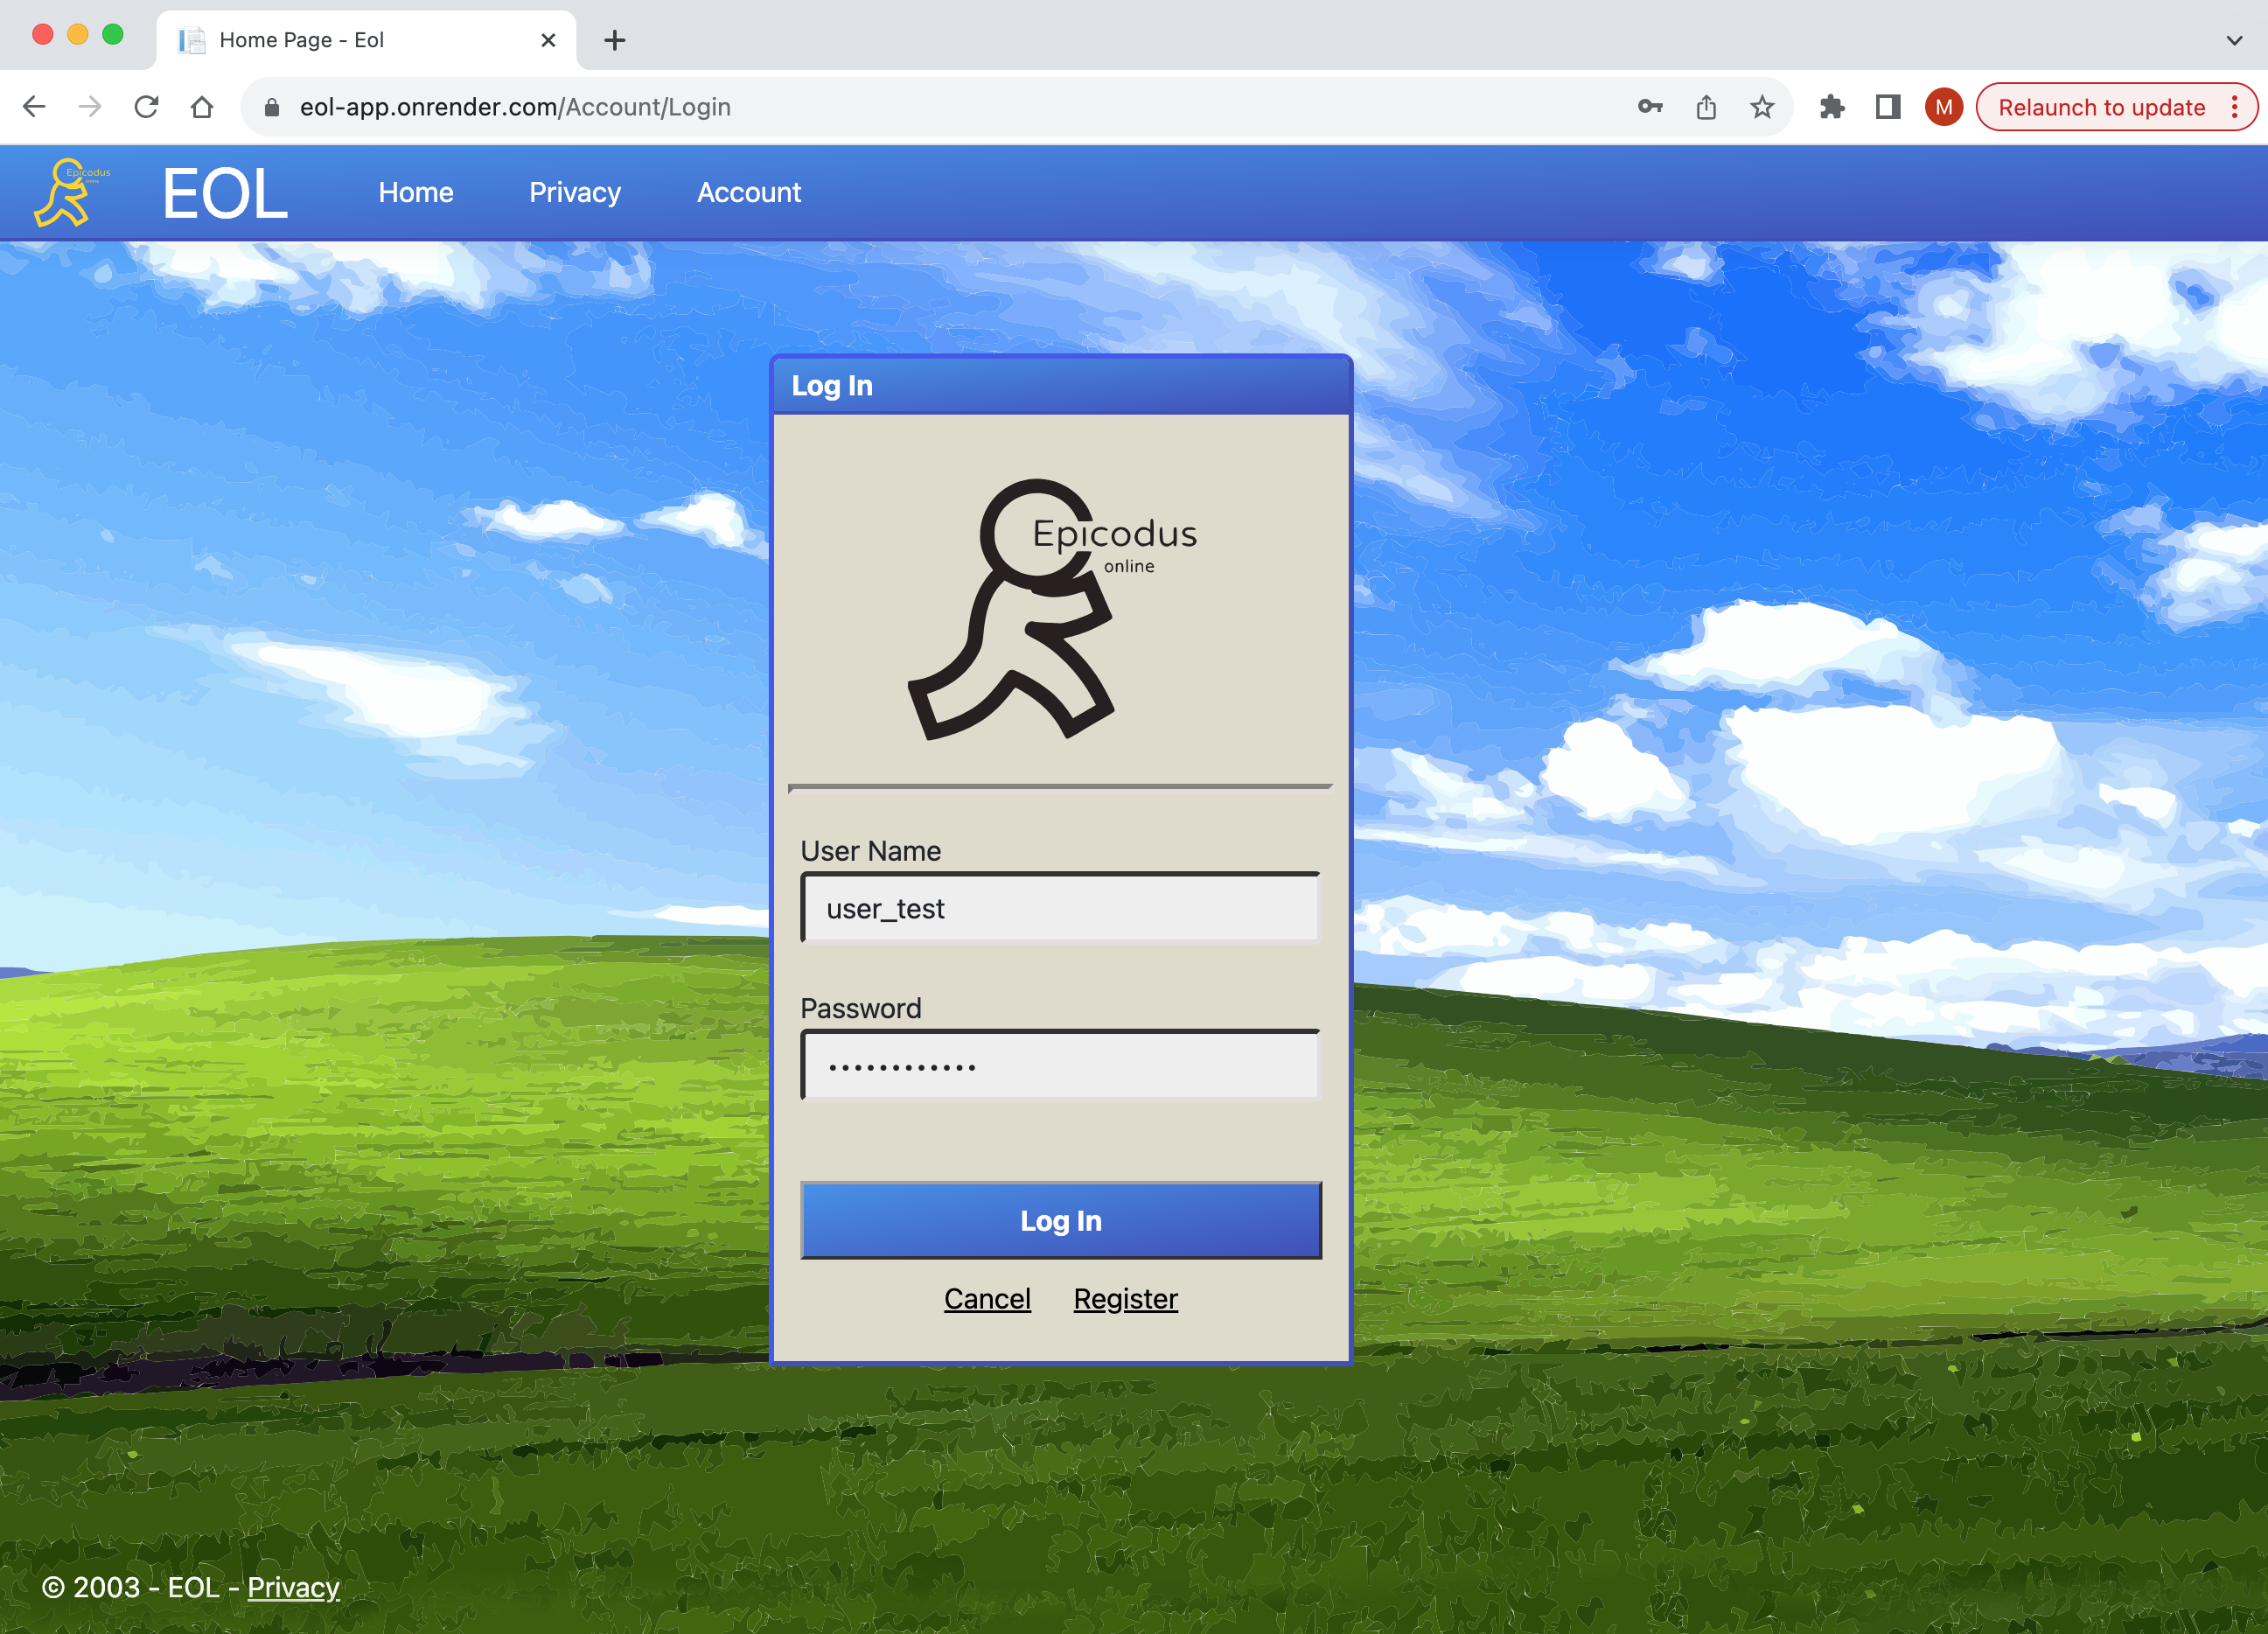 Home Page - Eol
eol-app.onrender.com/Account/Login
M
Relaunch to update
Epicodus
online
EOL
Home
Privacy
Account
Log In
Epicodus
online
User Name
user_test
Password
••••••••••••
Log In
Cancel Register
© 2003 - EOL - Privacy